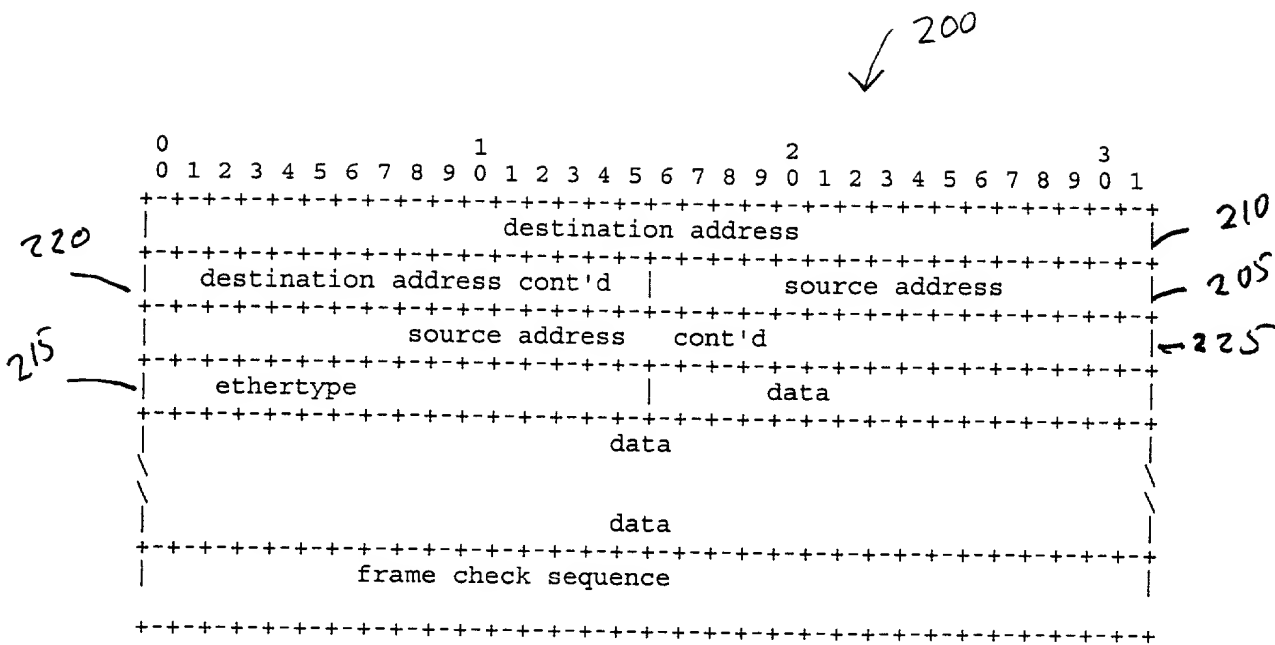 200
0 1 2 3
0 1 2 3 4 5 6 7 8 9 0 1 2 3 4 5 6 7 8 9 0 1 2 3 4 5 6 7 8 9 0 1
+-+-+-+-+-+-+-+-+-+-+-+-+-+-+-+-+-+-+-+-+-+-+-+-+-+-+-+-+-+-+-+-+
| destination address | 210
+-+-+-+-+-+-+-+-+-+-+-+-+-+-+-+-+-+-+-+-+-+-+-+-+-+-+-+-+-+-+-+-+
220 | destination address cont'd | source address | 205
+-+-+-+-+-+-+-+-+-+-+-+-+-+-+-+-+-+-+-+-+-+-+-+-+-+-+-+-+-+-+-+-+
| source address cont'd | 225
+-+-+-+-+-+-+-+-+-+-+-+-+-+-+-+-+-+-+-+-+-+-+-+-+-+-+-+-+-+-+-+-+
215 | ethertype | data |
+-+-+-+-+-+-+-+-+-+-+-+-+-+-+-+-+-+-+-+-+-+-+-+-+-+-+-+-+-+-+-+-+
| data |
\ \
\ \
| data |
+-+-+-+-+-+-+-+-+-+-+-+-+-+-+-+-+-+-+-+-+-+-+-+-+-+-+-+-+-+-+-+-+
| frame check sequence |
+-+-+-+-+-+-+-+-+-+-+-+-+-+-+-+-+-+-+-+-+-+-+-+-+-+-+-+-+-+-+-+-+